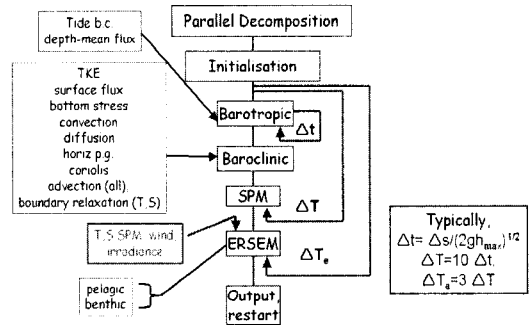 Parallel Decomposition
Tide b.c.
depth-mean flux
Initialisation
TKE
surface flux
bottom stress
convection
diffusion
horiz p.g.
coriolis
advection (all),
boundary relaxation (T,S)
Barotropic
Δt
Baroclinic
SPM
ΔT
T,S SPM, wind,
irradiance
ERSEM
ΔTe
pelagic
benthic
Output,
restart
Typically,
Δt= Δs/(2ghmax)1/2
ΔT=10 Δt,
ΔTe=3 ΔT